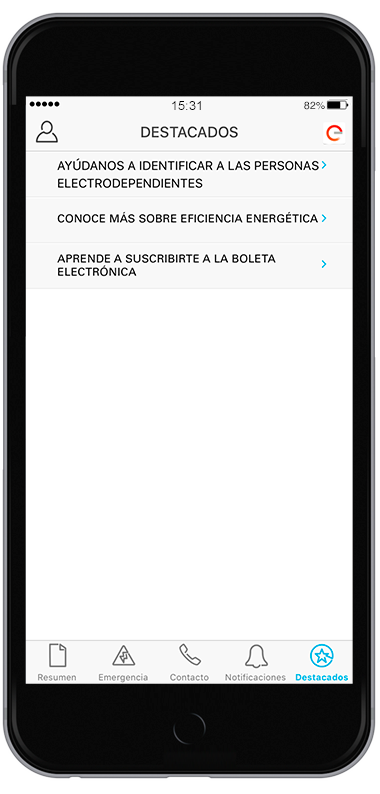 15:31
82%
DESTACADOS
AYÚDANOS A IDENTIFICAR A LAS PERSONAS
ELECTRODEPENDIENTES
CONOCE MÁS SOBRE EFICIENCIA ENERGÉTICA
APRENDE A SUSCRIBIRTE A LA BOLETA
ELECTRÓNICA
Resumen Emergencia Contacto Notificaciones Destacados